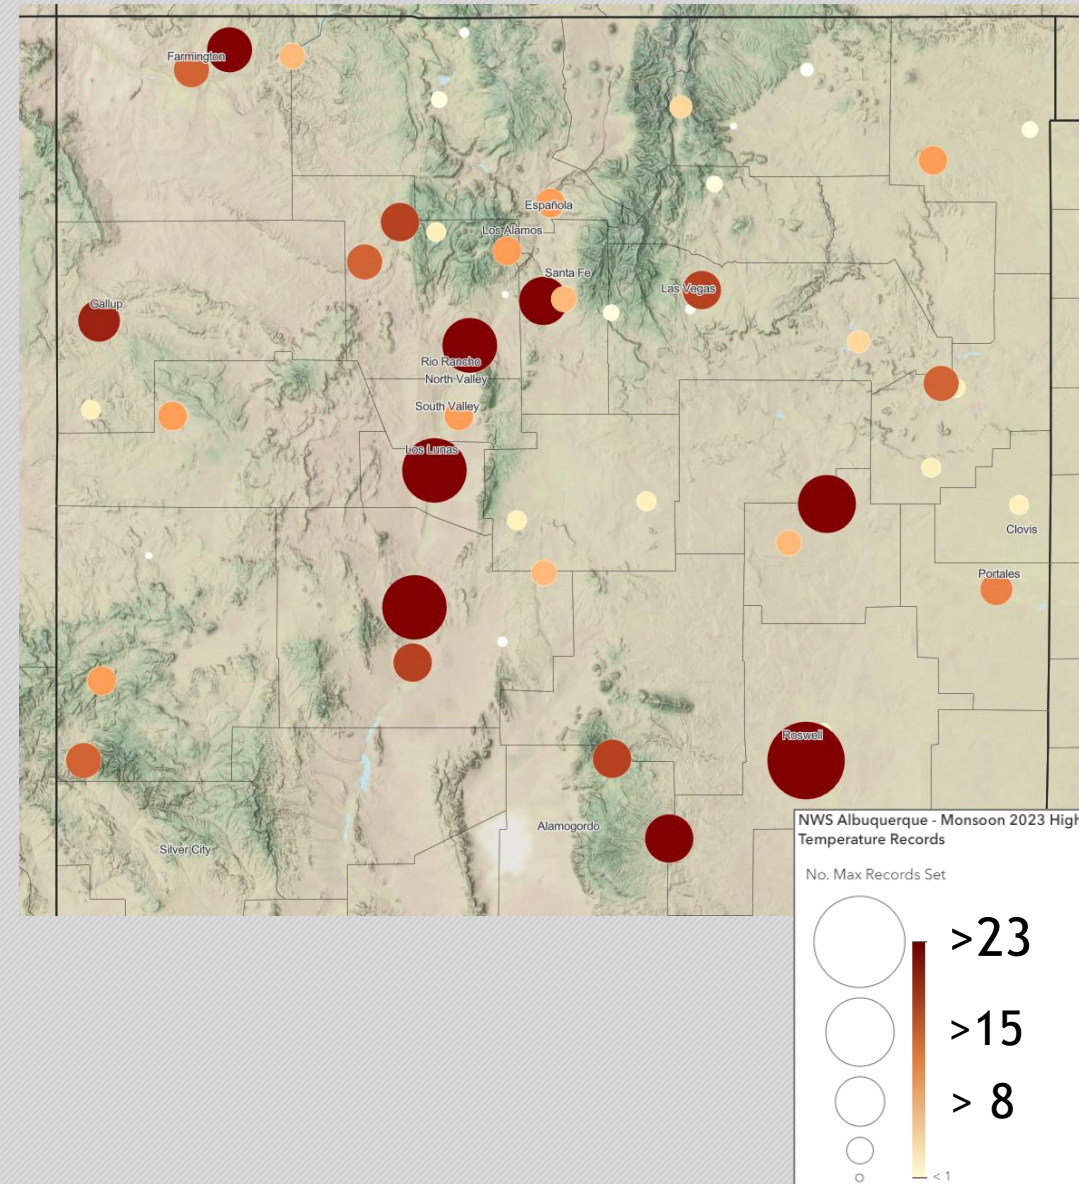 Farmington
Española
Los Alamos
Santa Fe
Las Vegas
Gallup
Rio Rancho
North Valley
South Valley
Los Lunas
Clovis
Portales
Roswell
Alamogordo
Silver City
NWS Albuquerque - Monsoon 2023 High
Temperature Records
No. Max Records Set
>23
>15
> 8
< 1